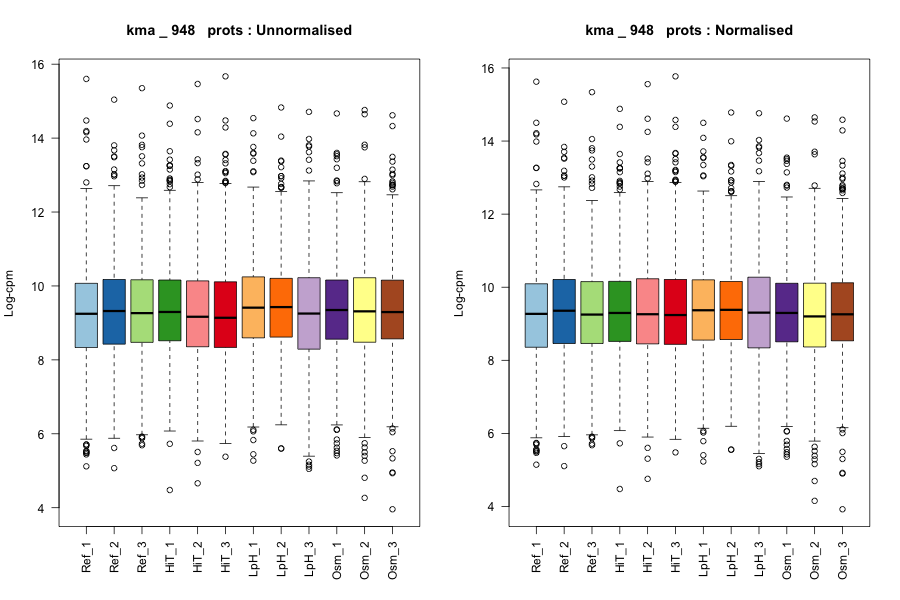 kma _ 948   prots : Unnormalised
Log-cpm
16
14
12
10
8
6
4
Ref_1
Ref_2
Ref_3
HiT_1
HiT_2
HiT_3
LpH_1
LpH_2
LpH_3
Osm_1
Osm_2
Osm_3
kma _ 948   prots : Normalised
Log-cpm
16
14
12
10
8
6
4
Ref_1
Ref_2
Ref_3
HiT_1
HiT_2
HiT_3
LpH_1
LpH_2
LpH_3
Osm_1
Osm_2
Osm_3